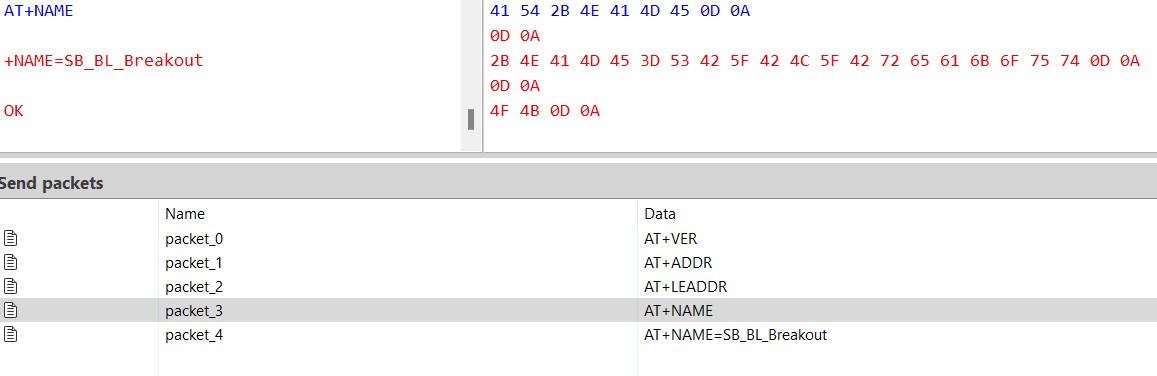 AT+NAME 41 54 2B 4E 41 4D 45 0D 0A
0D 0A
+NAME=SB_BL_Breakout 2B 4E 41 4D 45 3D 53 42 5F 42 4C 5F 42 72 65 61 6B 6F 75 74 0D 0A
0D 0A
OK 4F 4B 0D 0A
Send packets
Name Data
packet_0 AT+VER
packet_1 AT+ADDR
packet_2 AT+LEADDR
packet_3 AT+NAME
packet_4 AT+NAME=SB_BL_Breakout